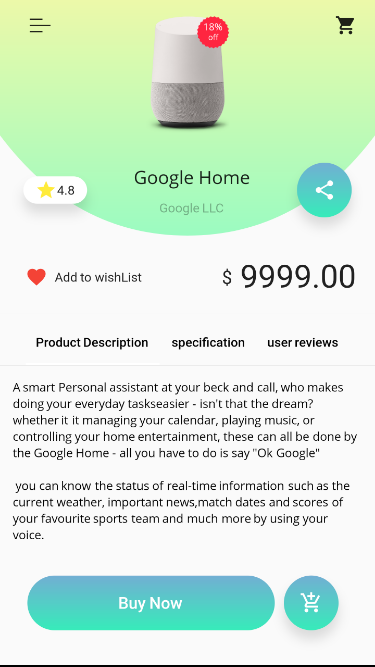 18%
off
Google Home
4.8
Google LLC
Add to wishList
$ 9999.00
Product Description specification user reviews
A smart Personal assistant at your beck and call, who makes
doing your everyday taskseasier - isn't that the dream?
whether it it managing your calendar, playing music, or
controlling your home entertainment, these can all be done by
the Google Home - all you have to do is say "Ok Google"
you can know the status of real-time information such as the
current weather, important news,match dates and scores of
your favourite sports team and much more by using your
voice.
Buy Now